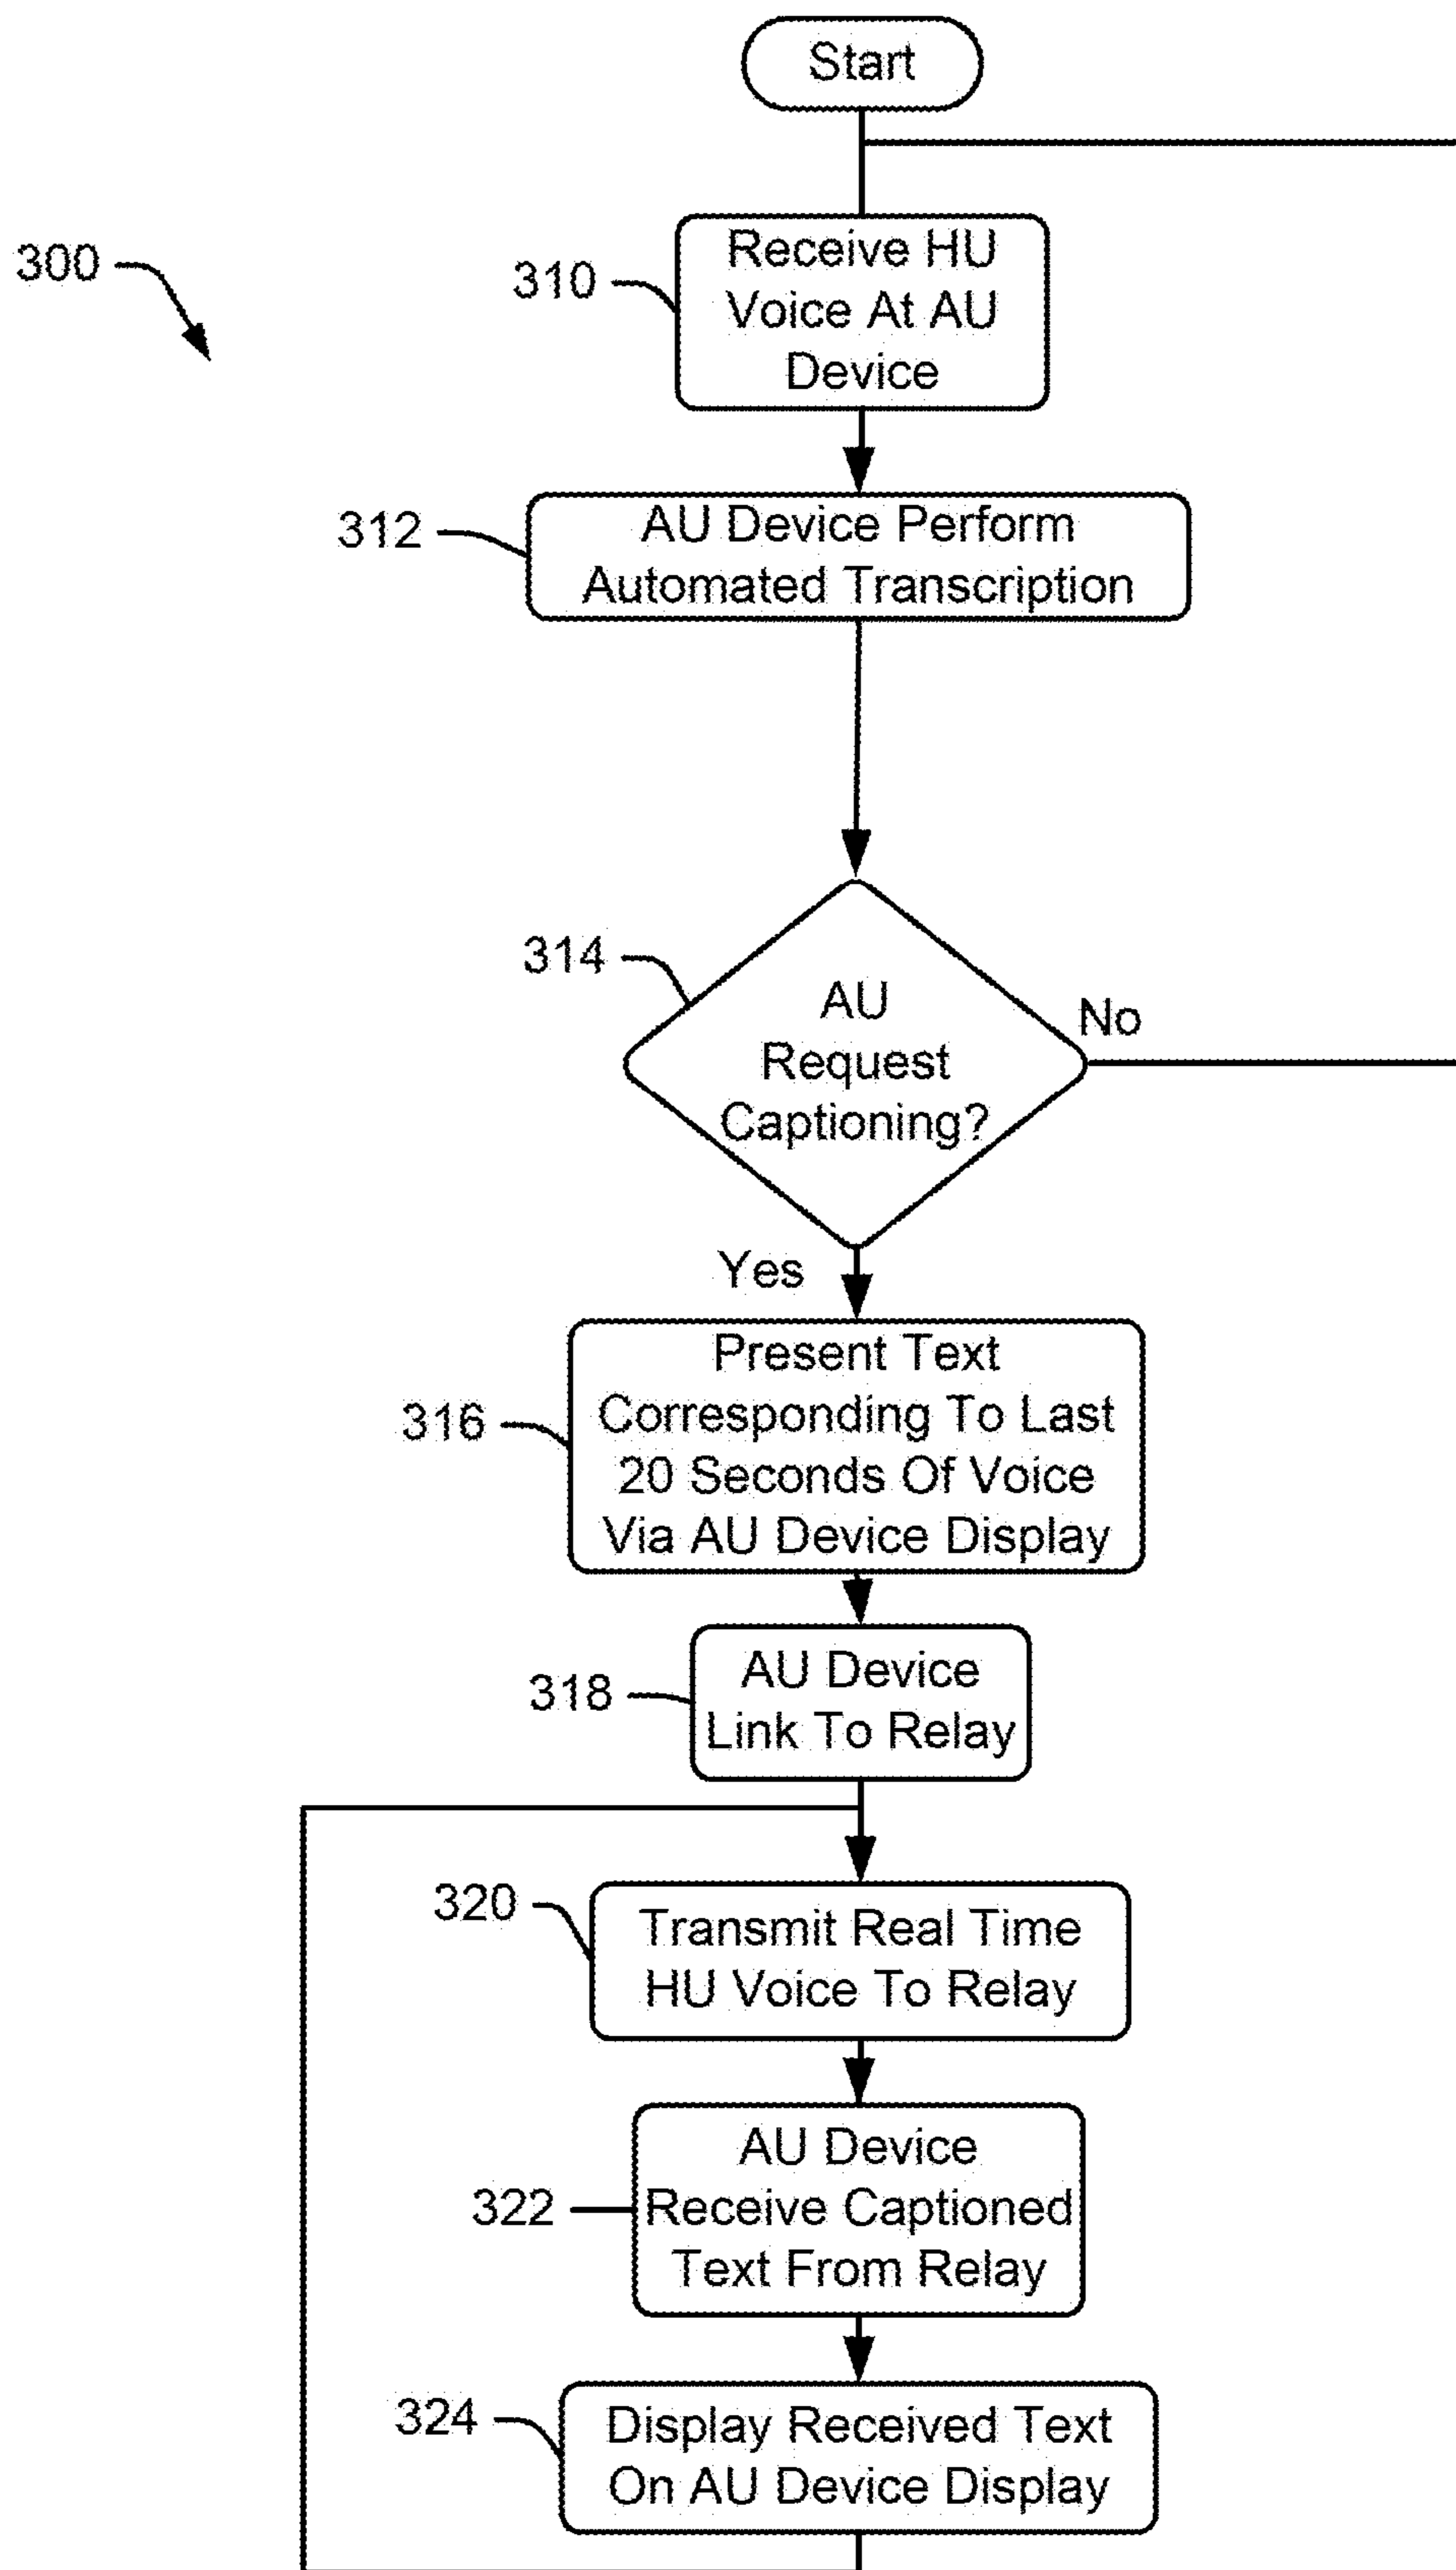 Start
300
310
Receive HU
Voice At AU
Device
312
AU Device Perform
Automated Transcription
314
AU
Request
Captioning?
No
Yes
316
Present Text
Corresponding To Last
20 Seconds Of Voice
Via AU Device Display
318
AU Device
Link To Relay
320
Transmit Real Time
HU Voice To Relay
322
AU Device
Receive Captioned
Text From Relay
324
Display Received Text
On AU Device Display